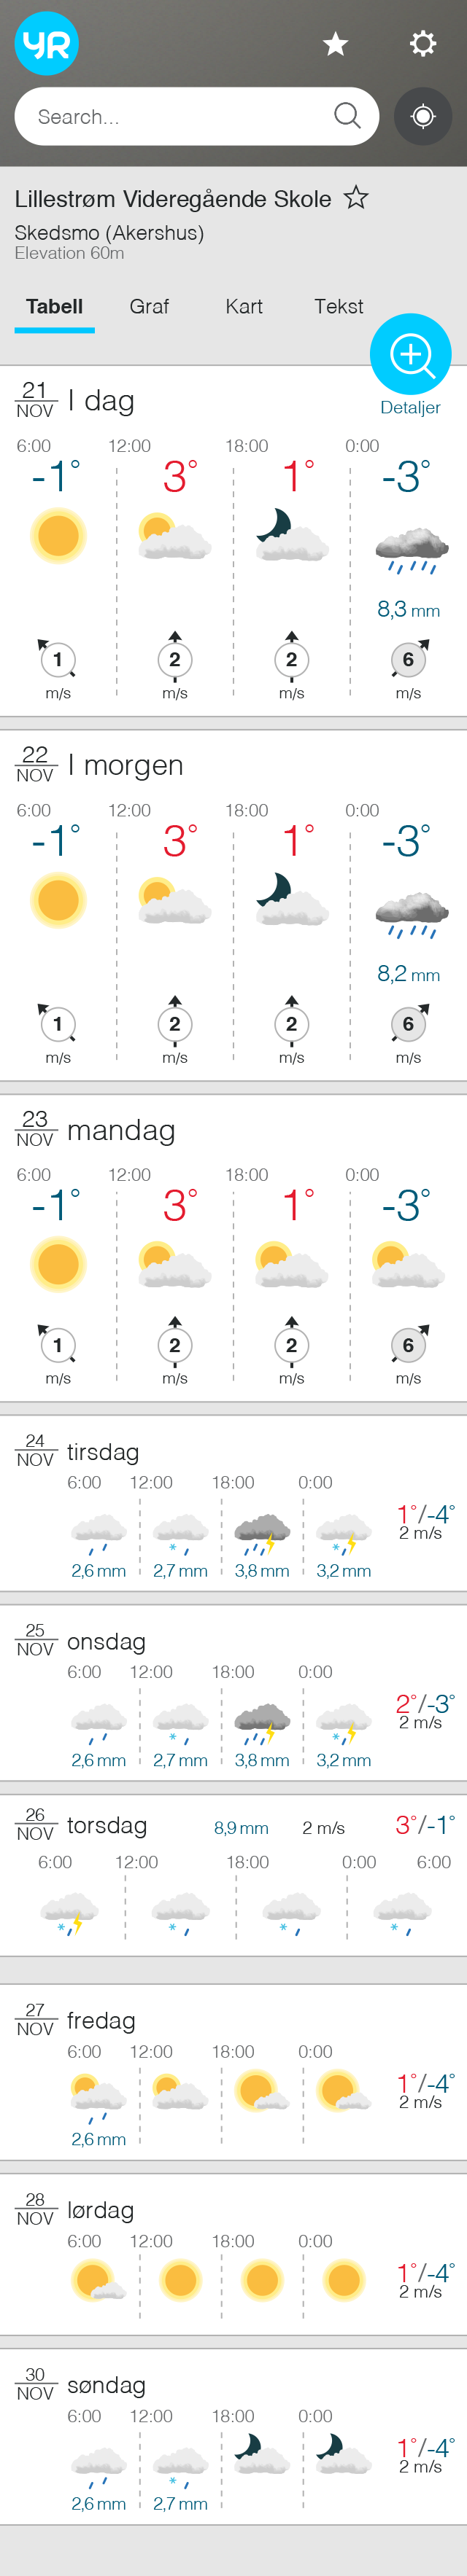 YR
Search...
Lillestrøm Videregående Skole
Skedsmo (Akershus)
Elevation 60m
Tabell Graf Kart Tekst
Detaljer
21 NOV I dag
6:00 12:00 18:00 0:00
-1° 3° 1° -3°
8,3 mm
1 2 2 6
m/s m/s m/s m/s
22 NOV I morgen
6:00 12:00 18:00 0:00
-1° 3° 1° -3°
8,2 mm
1 2 2 6
m/s m/s m/s m/s
23 NOV mandag
6:00 12:00 18:00 0:00
-1° 3° 1° -3°
1 2 2 6
m/s m/s m/s m/s
24 NOV tirsdag
6:00 12:00 18:00 0:00
1°/-4°
2 m/s
2,6 mm 2,7 mm 3,8 mm 3,2 mm
25 NOV onsdag
6:00 12:00 18:00 0:00
2°/-3°
2 m/s
2,6 mm 2,7 mm 3,8 mm 3,2 mm
26 NOV torsdag 8,9 mm 2 m/s 3°/-1°
6:00 12:00 18:00 0:00 6:00
27 NOV fredag
6:00 12:00 18:00 0:00
1°/-4°
2 m/s
2,6 mm
28 NOV lørdag
6:00 12:00 18:00 0:00
1°/-4°
2 m/s
30 NOV søndag
6:00 12:00 18:00 0:00
1°/-4°
2 m/s
2,6 mm 2,7 mm